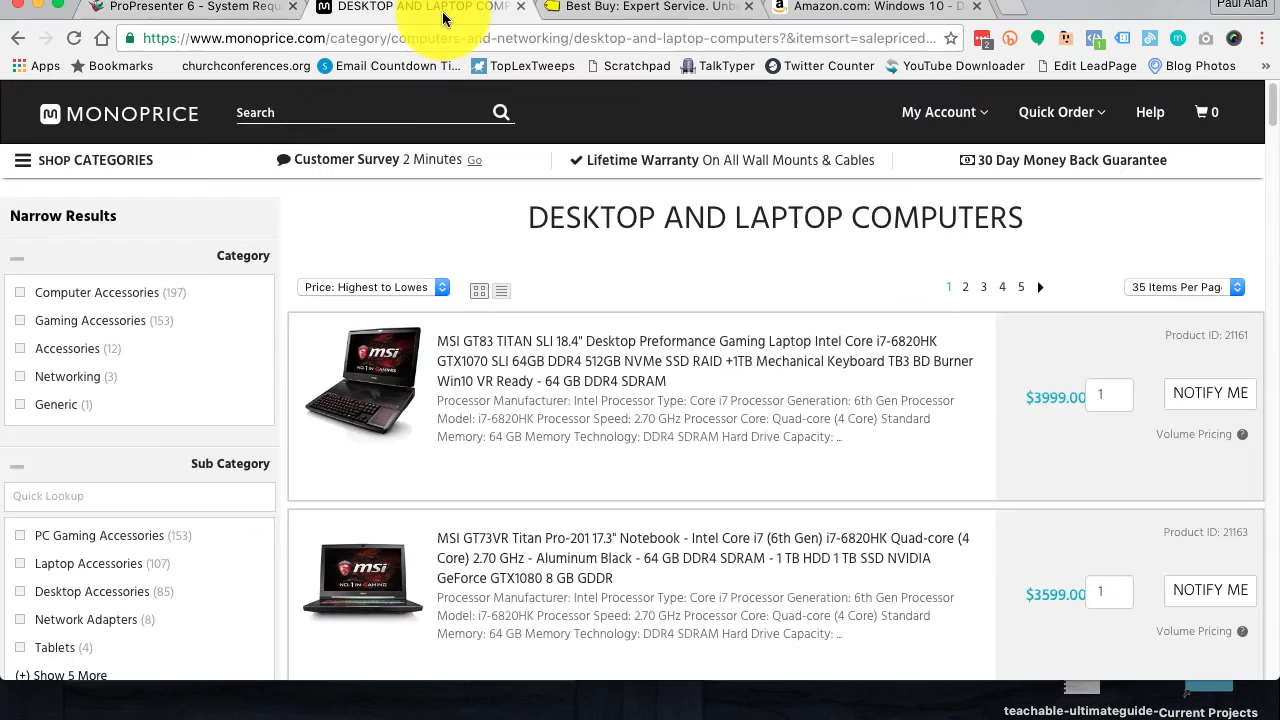 ProPresenter 6 - System Requ
DESKTOP AND LAPTOP COMP
Best Buy: Expert Service. Unb
Amazon.com: Windows 10 - D
Paul Alan
https://www.monoprice.com/category/computers-and-networking/desktop-and-laptop-computers?&itemsort=salepriced...
Apps
Bookmarks
churchconferences.org
Email Countdown Ti...
TopLexTweeps
Scratchpad
TalkTyper
Twitter Counter
YouTube Downloader
Edit LeadPage
Blog Photos
»
MONOPRICE
Search
My Account
Quick Order
Help
0
SHOP CATEGORIES
Customer Survey 2 Minutes Go
Lifetime Warranty On All Wall Mounts & Cables
30 Day Money Back Guarantee
Narrow Results
Category
Computer Accessories (197)
Gaming Accessories (153)
Accessories (12)
Networking (3)
Generic (1)
Sub Category
Quick Lookup
PC Gaming Accessories (153)
Laptop Accessories (107)
Desktop Accessories (85)
Network Adapters (8)
Tablets (4)
(+) Show 5 More
DESKTOP AND LAPTOP COMPUTERS
Price: Highest to Lowes
1 2 3 4 5
35 Items Per Pag
MSI GT83 TITAN SLI 18.4" Desktop Preformance Gaming Laptop Intel Core i7-6820HK
GTX1070 SLI 64GB DDR4 512GB NVMe SSD RAID +1TB Mechanical Keyboard TB3 BD Burner
Win10 VR Ready - 64 GB DDR4 SDRAM
Processor Manufacturer: Intel Processor Type: Core i7 Processor Generation: 6th Gen Processor
Model: i7-6820HK Processor Speed: 2.70 GHz Processor Core: Quad-core (4 Core) Standard
Memory: 64 GB Memory Technology: DDR4 SDRAM Hard Drive Capacity: ...
Product ID: 21161
$3999.00
1
NOTIFY ME
Volume Pricing ?
MSI GT73VR Titan Pro-201 17.3" Notebook - Intel Core i7 (6th Gen) i7-6820HK Quad-core (4
Core) 2.70 GHz - Aluminum Black - 64 GB DDR4 SDRAM - 1 TB HDD 1 TB SSD NVIDIA
GeForce GTX1080 8 GB GDDR
Processor Manufacturer: Intel Processor Type: Core i7 Processor Generation: 6th Gen Processor
Model: i7-6820HK Processor Speed: 2.70 GHz Processor Core: Quad-core (4 Core) Standard
Memory: 64 GB Memory Technology: DDR4 SDRAM Hard Drive Capacity: ...
Product ID: 21163
$3599.00
1
NOTIFY ME
Volume Pricing ?
teachable-ultimateguide-
Current Projects